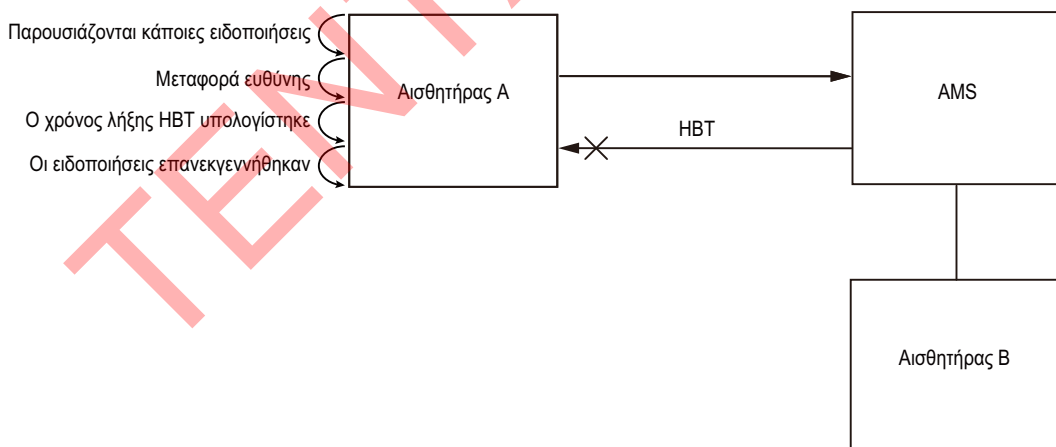 Παρουσιάζονται κάποιες ειδοποιήσεις
Μεταφορά ευθύνης
Ο χρόνος λήξης HBT υπολογίστηκε
Οι ειδοποιήσεις επανεκγεννήθηκαν
Αισθητήρας A
HBT
AMS
Αισθητήρας B